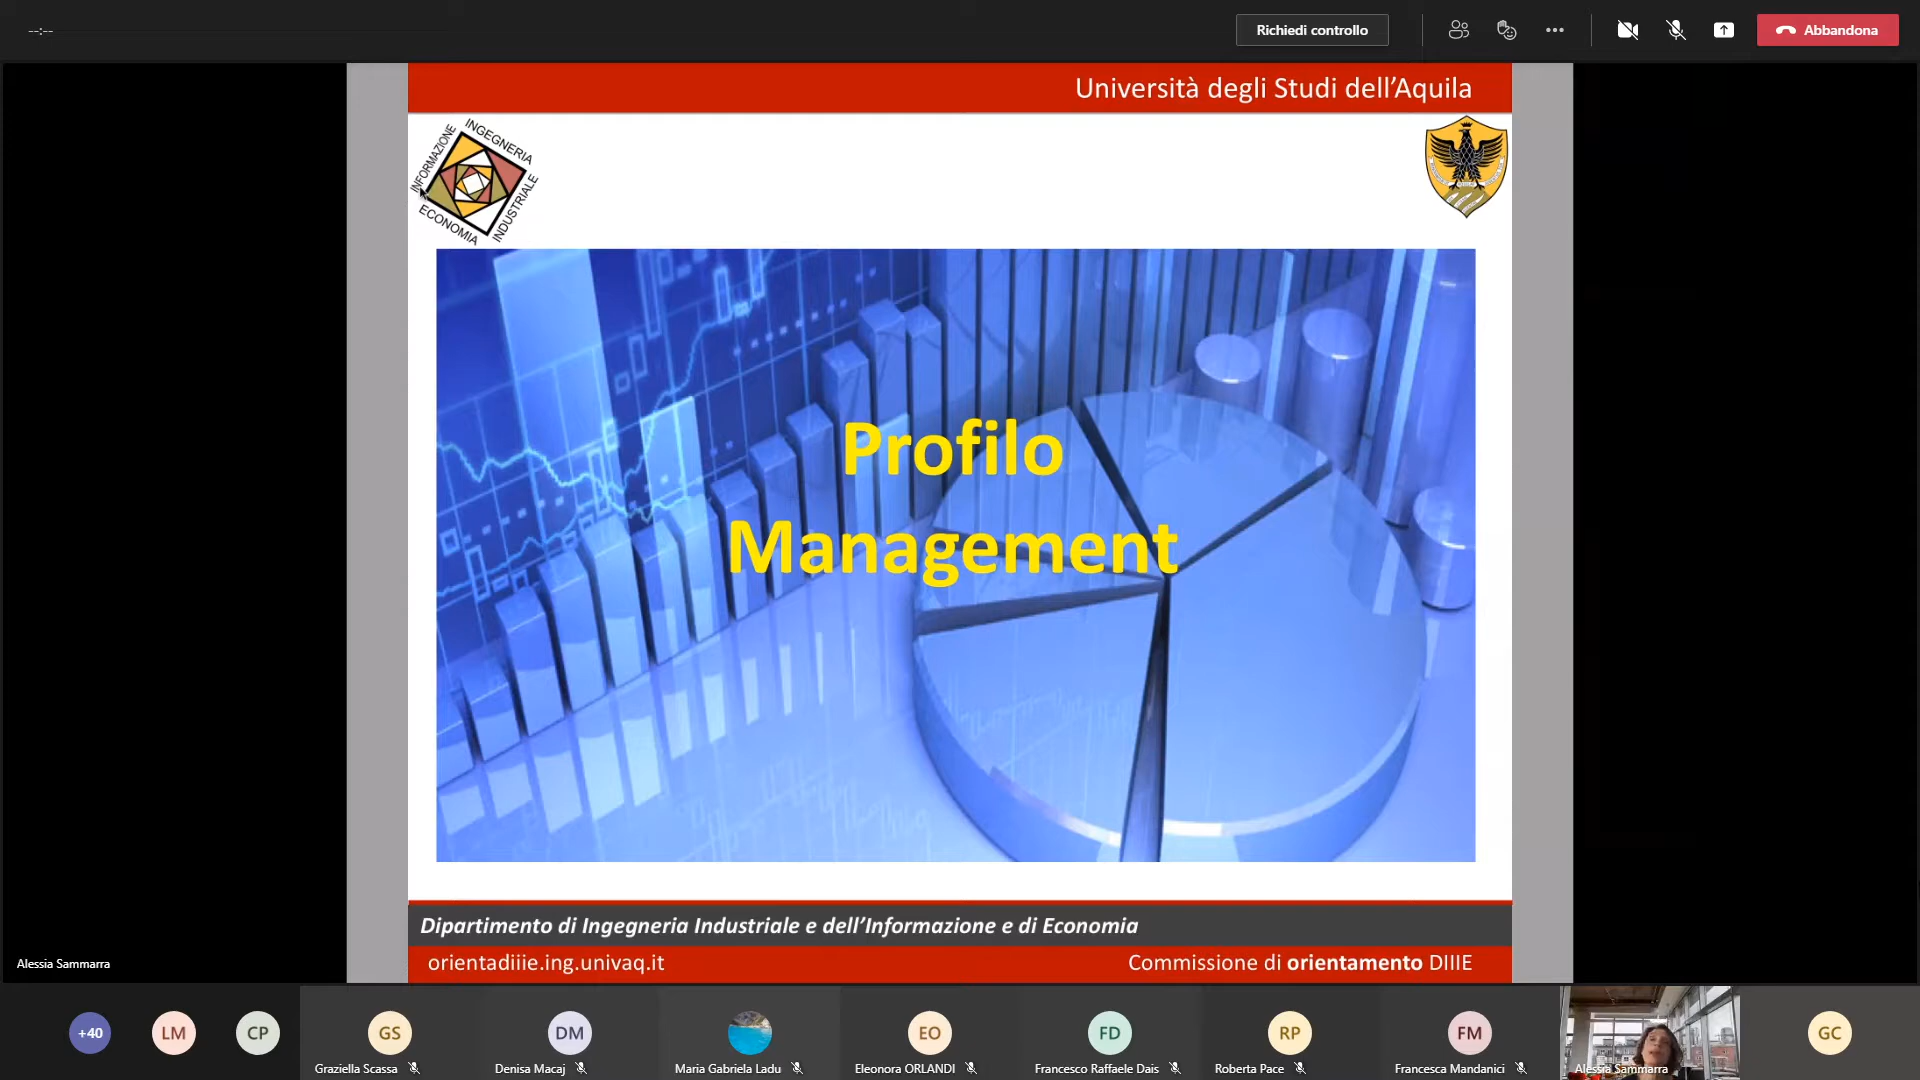 --:--
Richiedi controllo
Abbandona
Università degli Studi dell’Aquila
INFORMAZIONE
INGEGNERIA
INDUSTRIALE
ECONOMIA
Profilo
Management
Dipartimento di Ingegneria Industriale e dell’Informazione e di Economia
orientadiiie.ing.univaq.it
Commissione di orientamento DIIIE
Alessia Sammarra
+40
LM
CP
GS
DM
EO
FD
RP
FM
GC
Graziella Scassa
Denisa Macaj
Maria Gabriela Ladu
Eleonora ORLANDI
Francesco Raffaele Dais
Roberta Pace
Francesca Mandanici
Alessia Sammarra